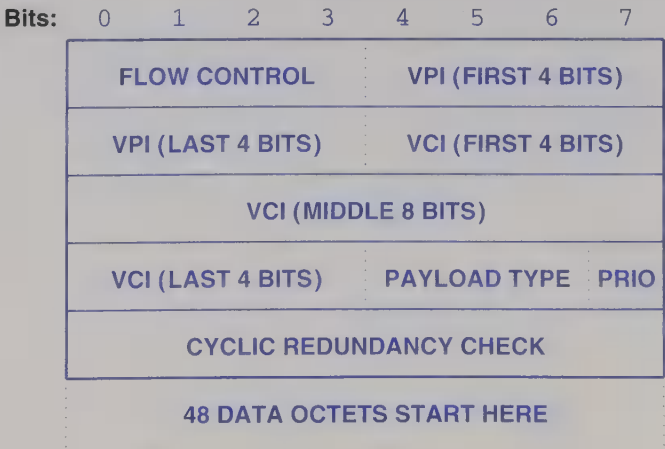 Bits: 0 1 2 3 4 5 6 7
FLOW CONTROL VPI (FIRST 4 BITS)
VPI (LAST 4 BITS) VCI (FIRST 4 BITS)
VCI (MIDDLE 8 BITS)
VCI (LAST 4 BITS) PAYLOAD TYPE PRIO
CYCLIC REDUNDANCY CHECK
48 DATA OCTETS START HERE